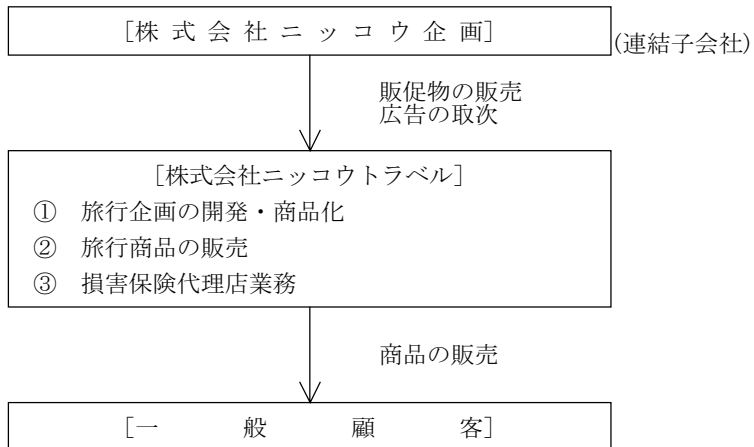 [株式会社ニッコウ企画]
(連結子会社)
販促物の販売
広告の取次
[株式会社ニッコウトラベル]
① 旅行企画の開発・商品化
② 旅行商品の販売
③ 損害保険代理店業務
商品の販売
[一般顧客]